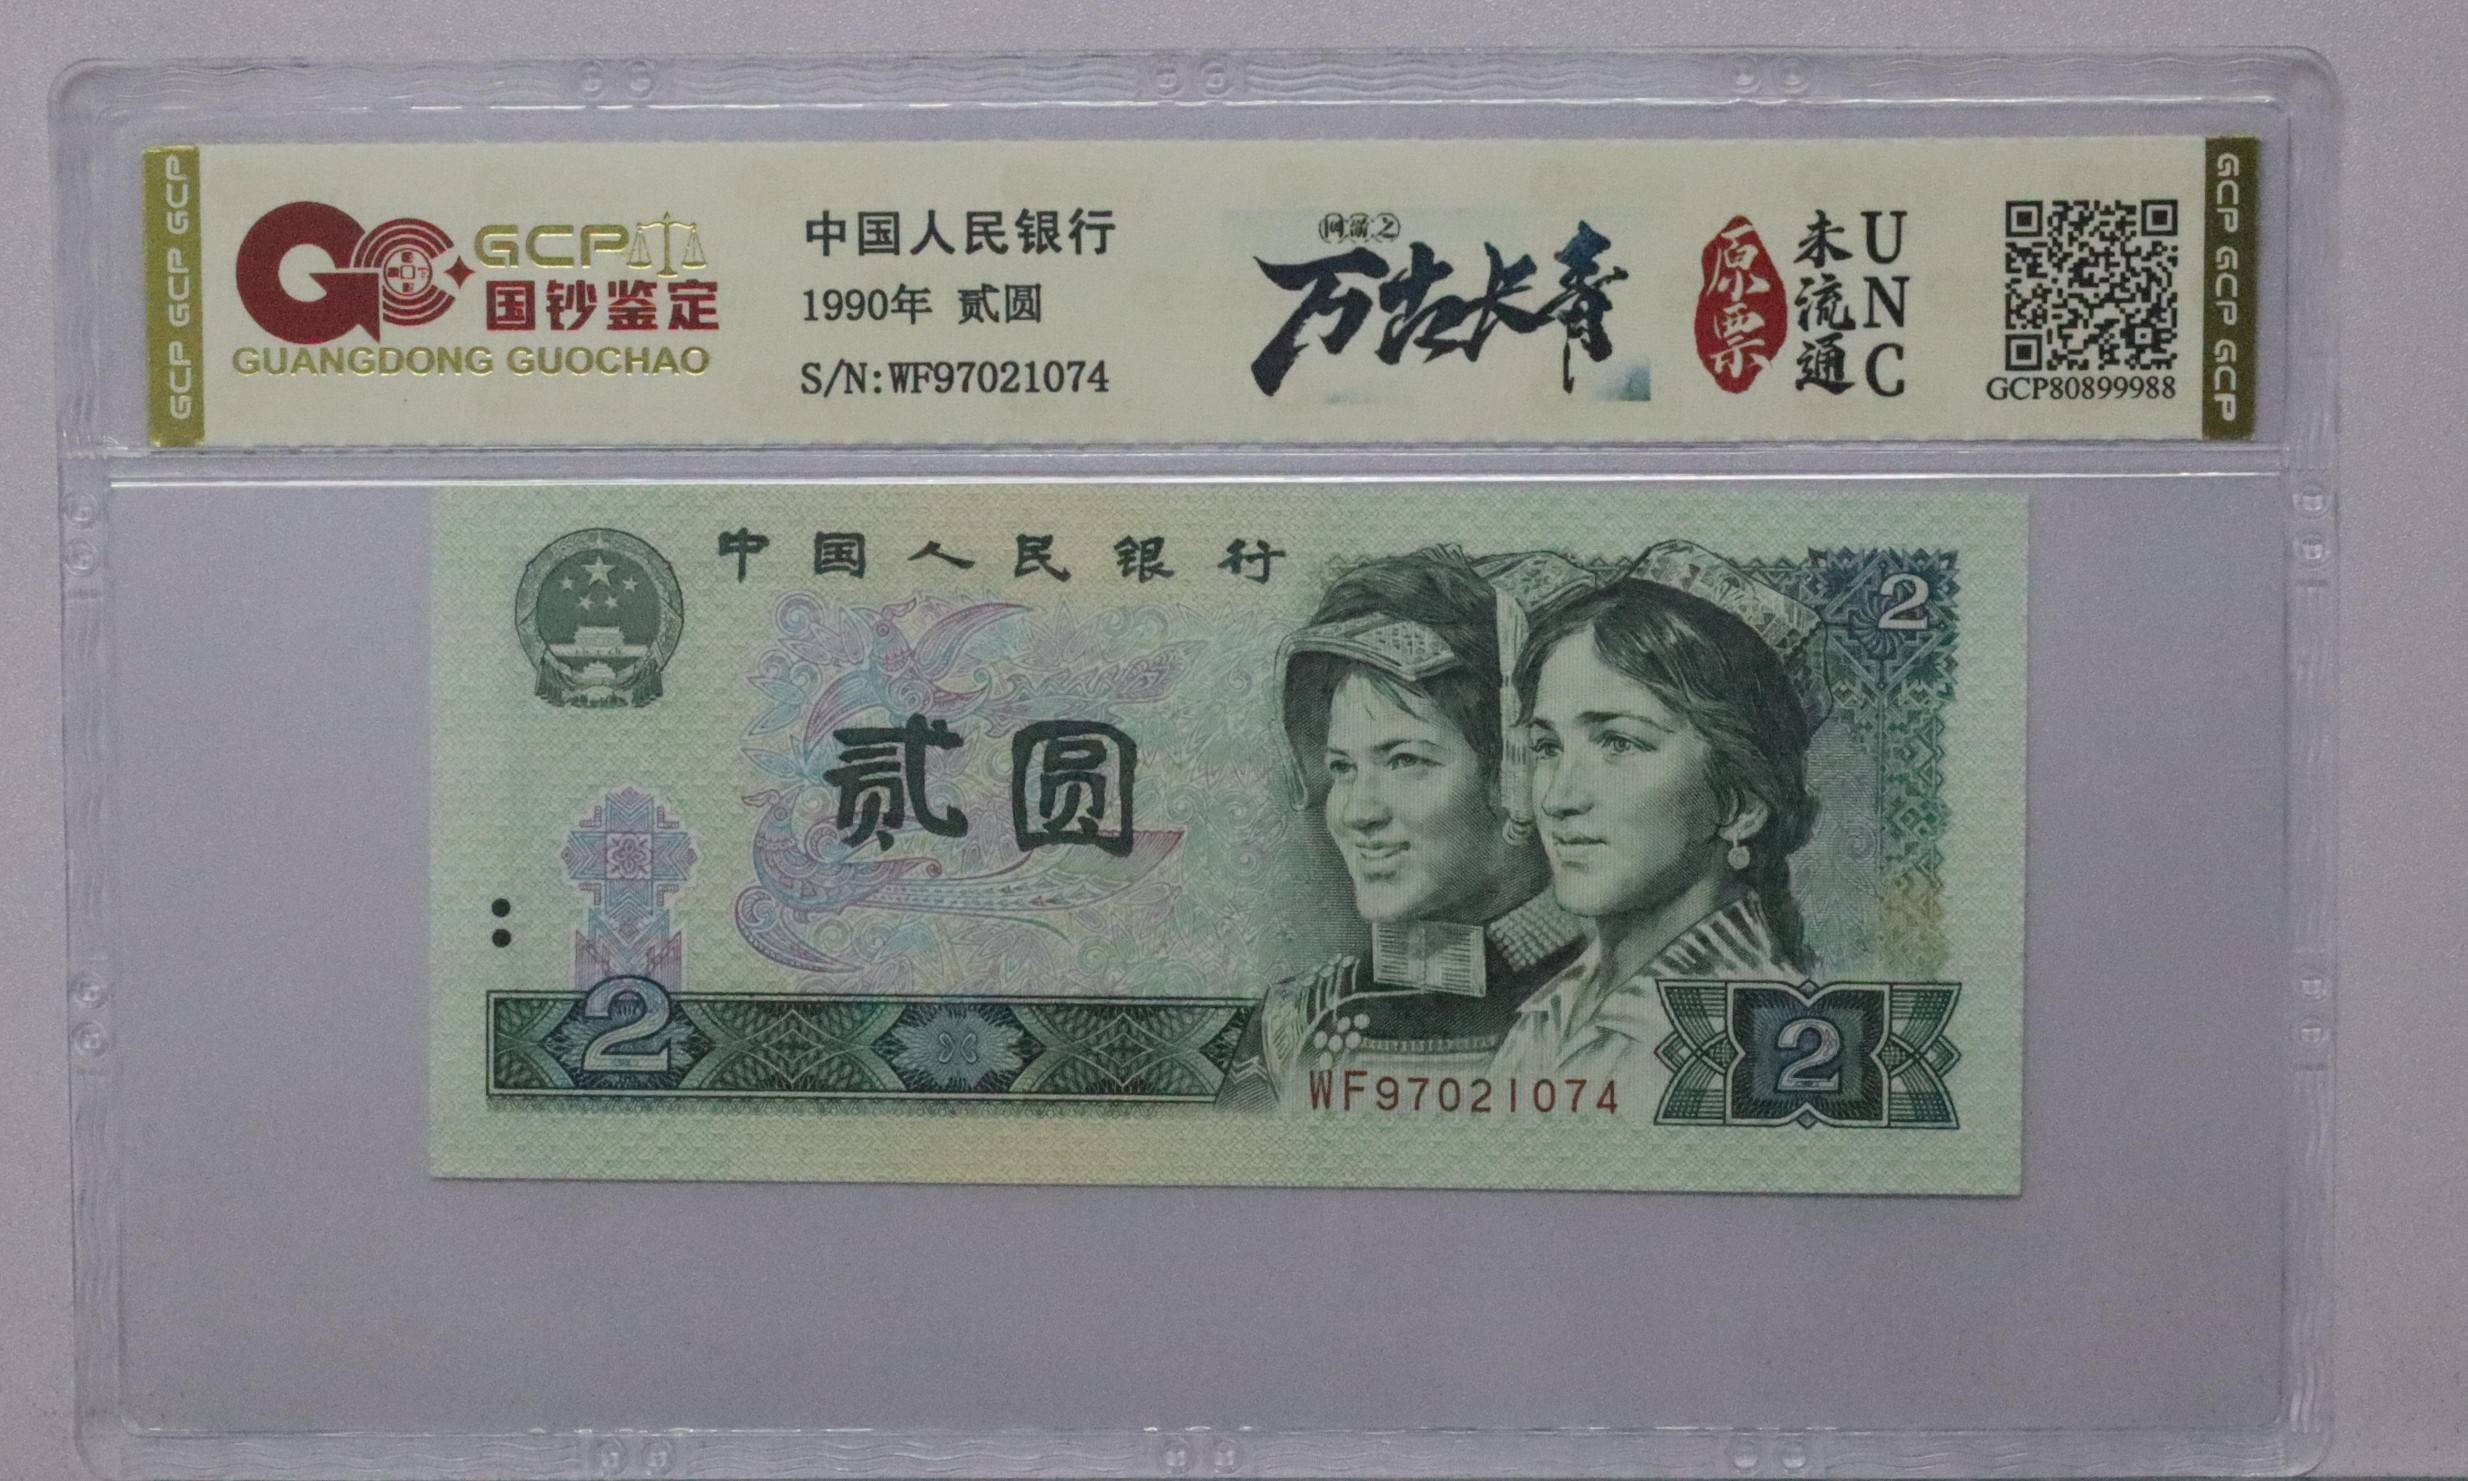 GCP GCP GCP
GCP
国钞鉴定
GUANGDONG GUOCHAO
中国人民银行
1990年 贰圆
S/N:WF97021074
万古长青
原票
未流通
UNC
GCP80899988
GCP GCP GCP
中国人民银行
2
贰圆
2
WF97021074
2